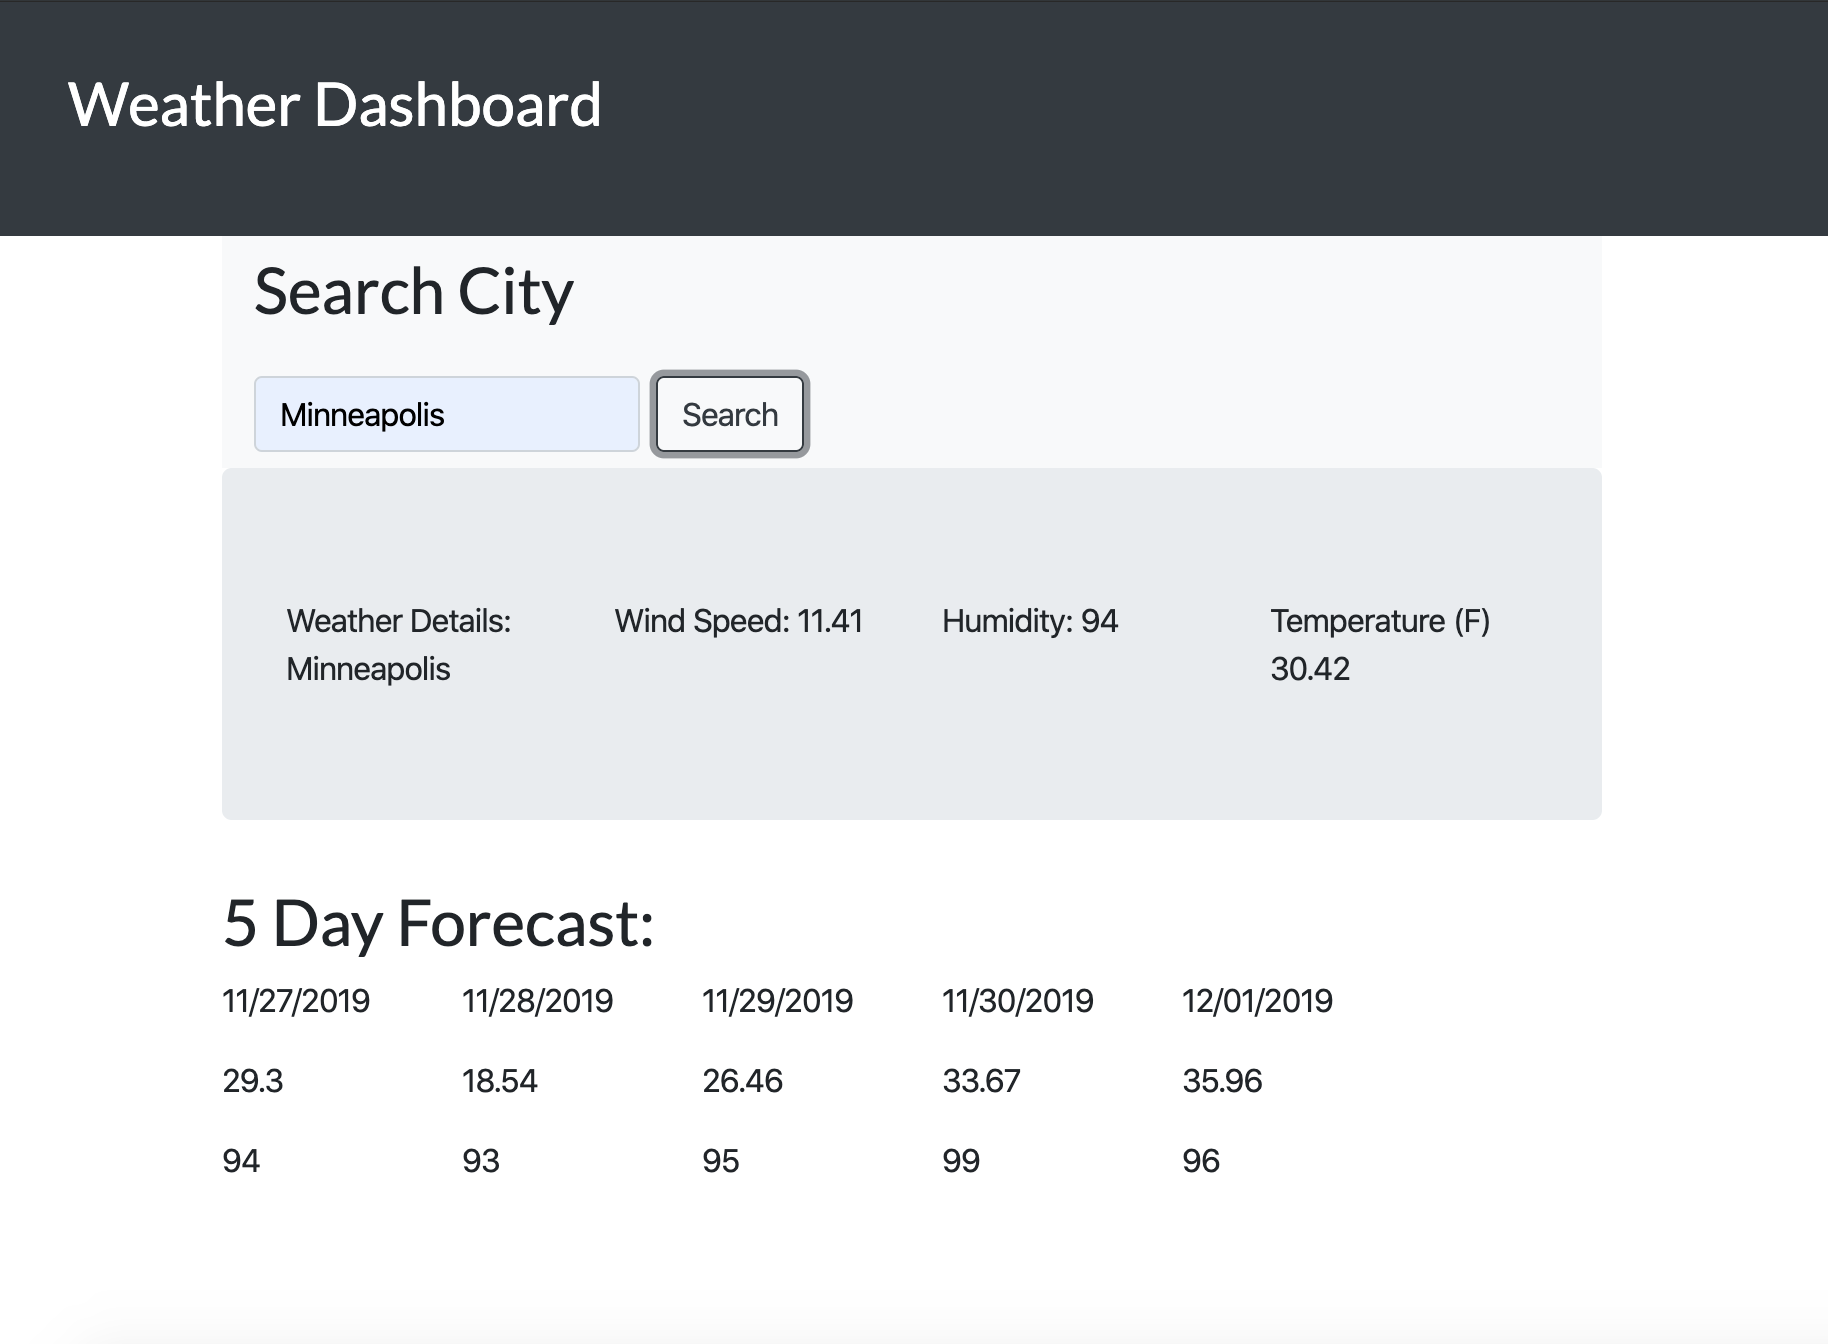 Weather Dashboard
Search City
Minneapolis
Search
Weather Details:
Minneapolis
Wind Speed: 11.41
Humidity: 94
Temperature (F)
30.42
5 Day Forecast:
11/27/2019 11/28/2019 11/29/2019 11/30/2019 12/01/2019
29.3 18.54 26.46 33.67 35.96
94 93 95 99 96